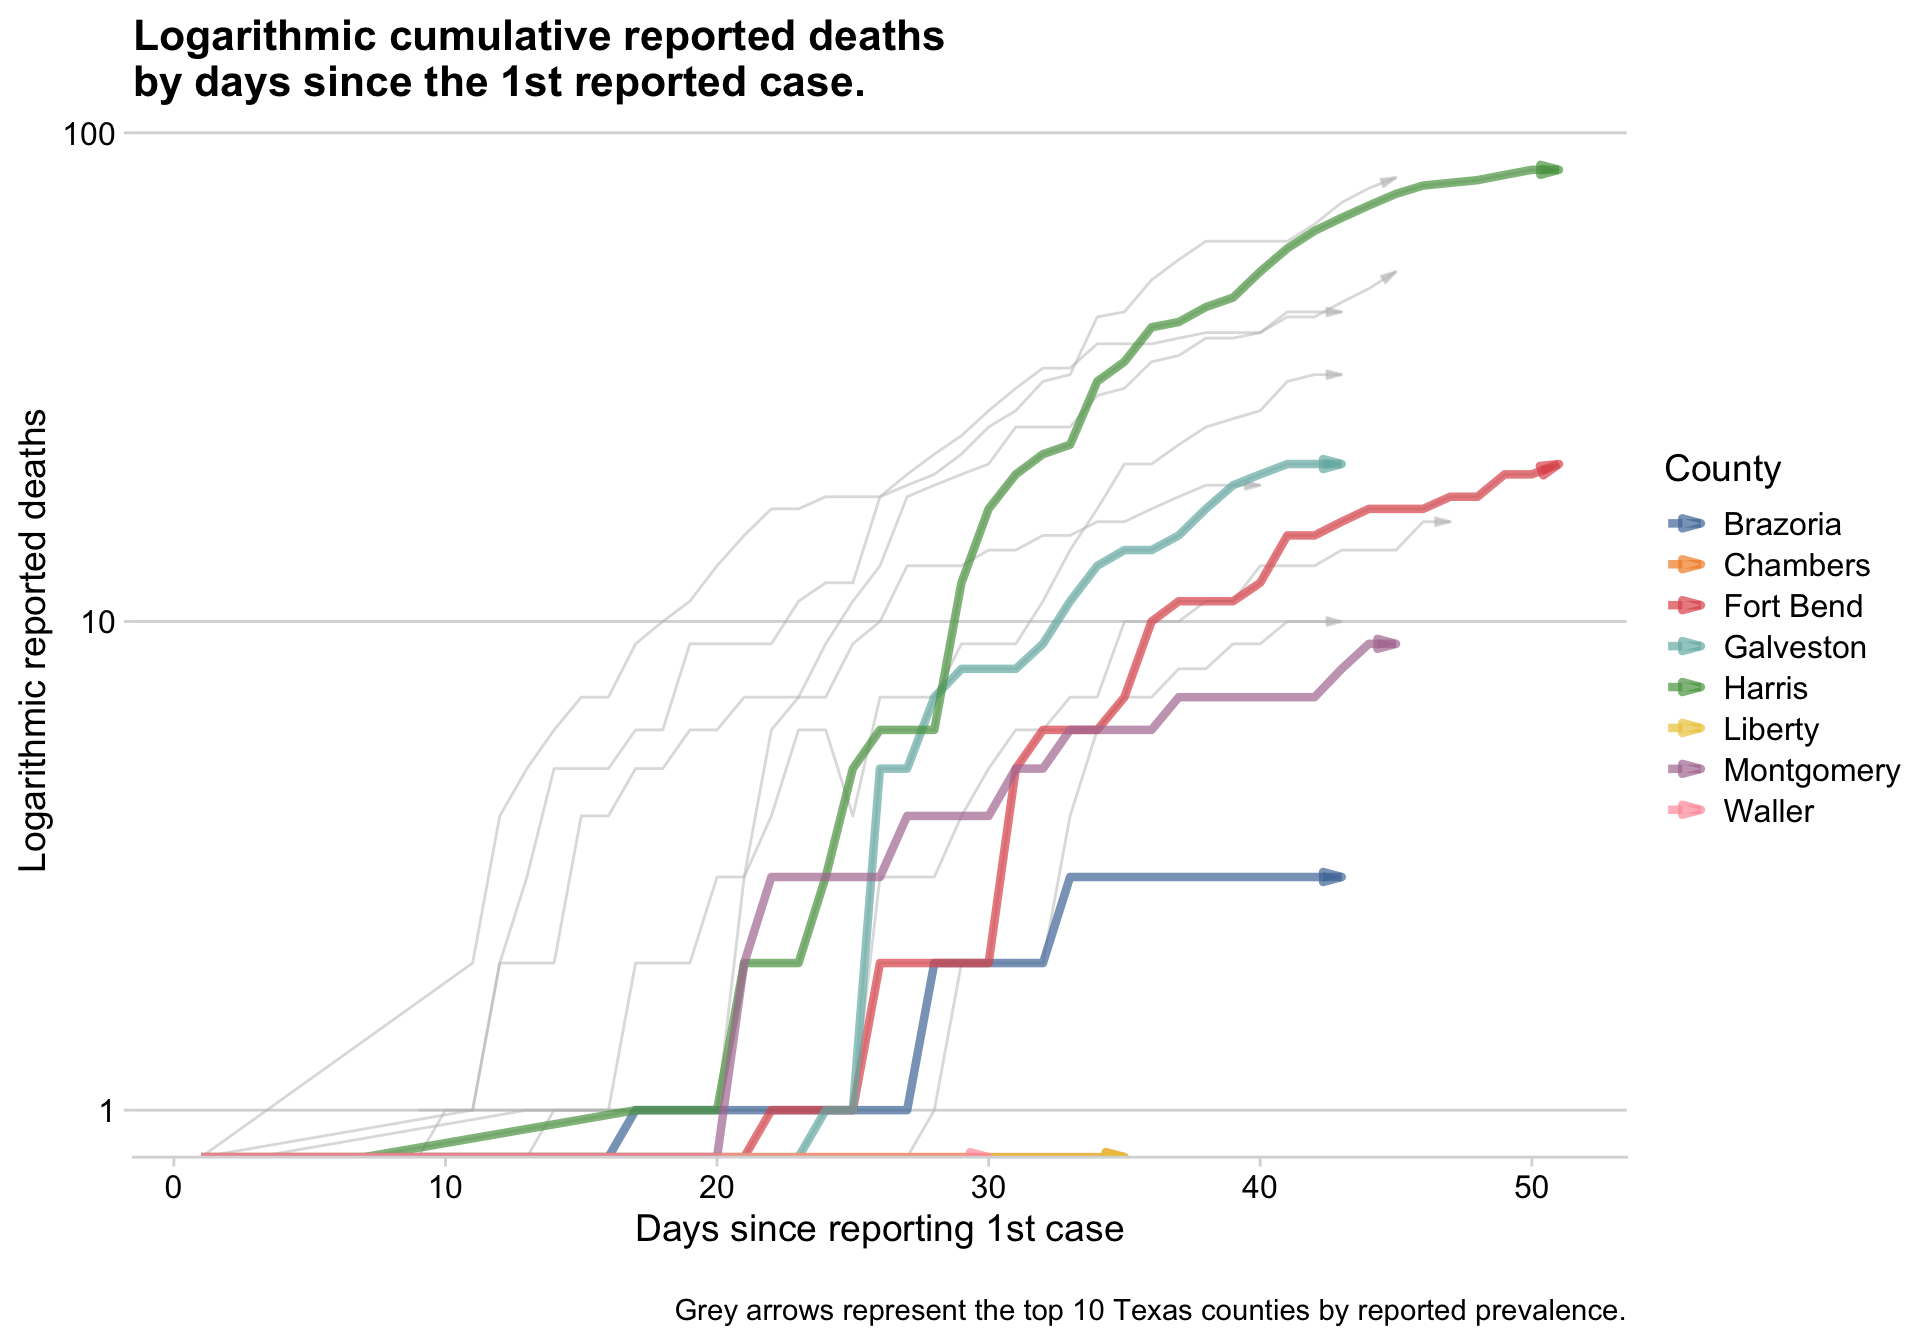 Logarithmic cumulative reported deaths
by days since the 1st reported case.
100
10
1
Logarithmic reported deaths
0
10
20
30
40
50
Days since reporting 1st case
County
Brazoria
Chambers
Fort Bend
Galveston
Harris
Liberty
Montgomery
Waller
Grey arrows represent the top 10 Texas counties by reported prevalence.